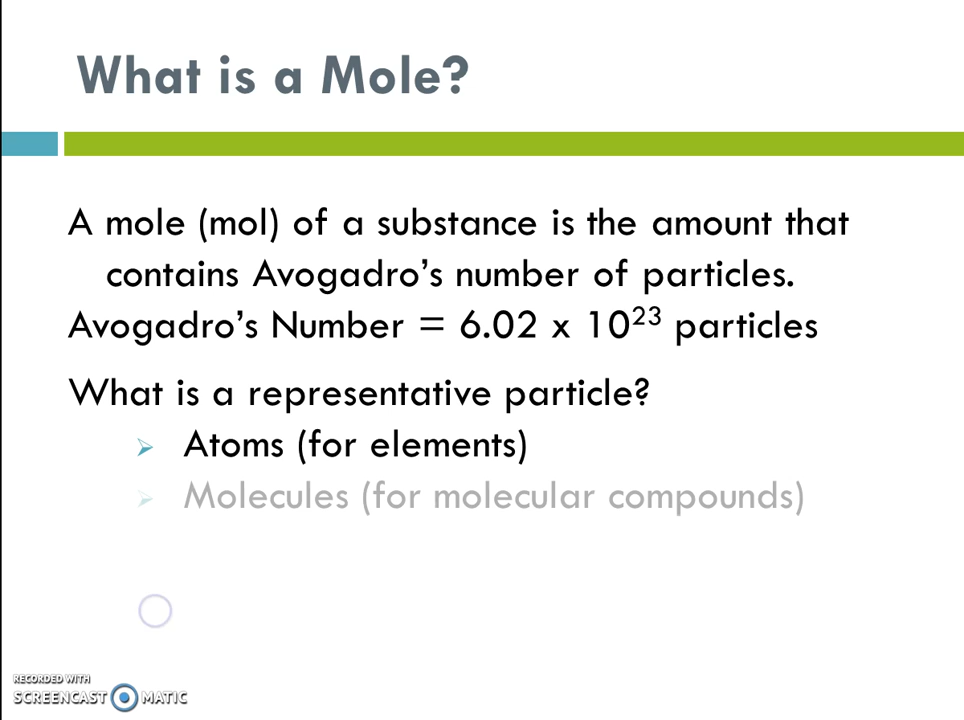 What is a Mole?
A mole (mol) of a substance is the amount that
contains Avogadro’s number of particles.
Avogadro’s Number = 6.02 x 10²³ particles
What is a representative particle?
➢ Atoms (for elements)
➢ Molecules (for molecular compounds)
RECORDED WITH
SCREENCAST MATIC